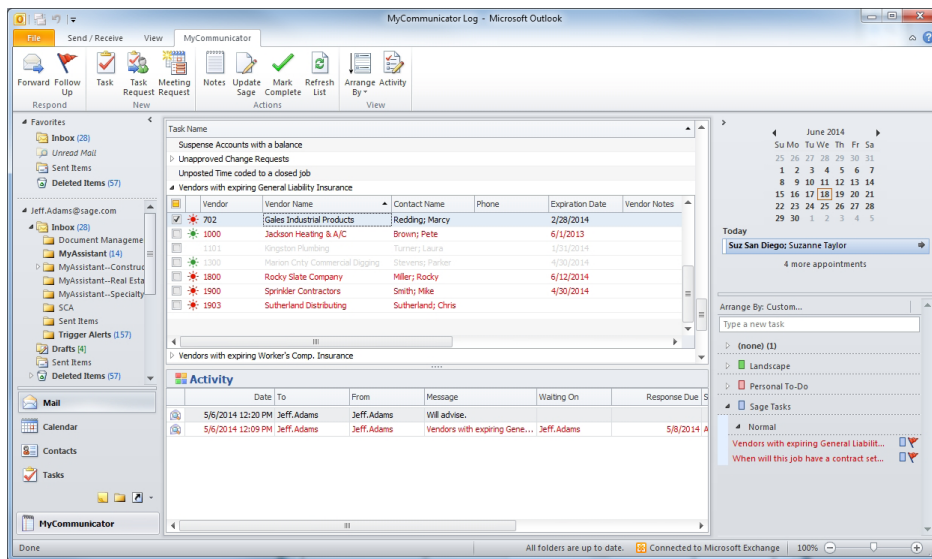 MyCommunicator Log - Microsoft Outlook
File Send / Receive View MyCommunicator
Forward Follow Up Task Task Request Meeting Request Notes Update Sage Mark Complete Refresh List Arrange By Activity
Respond New Actions View
Favorites
Inbox (28)
Unread Mail
Sent Items
Deleted Items (57)
Jeff.Adams@sage.com
Inbox (28)
Document Manageme
MyAssistant (14)
MyAssistant--Construc
MyAssistant--Real Esta
MyAssistant--Specialty
SCA
Sent Items
Trigger Alerts (157)
Drafts [4]
Sent Items
Deleted Items (57)
Mail
Calendar
Contacts
Tasks
MyCommunicator
Task Name
Suspense Accounts with a balance
Unapproved Change Requests
Unposted Time coded to a closed job
Vendors with expiring General Liability Insurance
Vendor Vendor Name Contact Name Phone Expiration Date Vendor Notes
702 Gales Industrial Products Redding; Marcy 2/28/2014
1000 Jackson Heating & A/C Brown; Pete 6/1/2013
1101 Kingston Plumbing Turner; Laura 1/31/2014
1300 Marion Cnty Commercial Digging Stevens; Parker 4/30/2014
1800 Rocky Slate Company Miller; Rocky 6/12/2014
1900 Sprinkler Contractors Smith; Mike 4/30/2014
1903 Sutherland Distributing Sutherland; Chris
Vendors with expiring Worker's Comp. Insurance
Activity
Date To From Message Waiting On Response Due S
5/6/2014 12:20 PM Jeff.Adams Jeff.Adams Will advise.
5/6/2014 12:09 PM Jeff.Adams Jeff.Adams Vendors with expiring Gene... Jeff.Adams 5/8/2014 A
June 2014
Su Mo Tu We Th Fr Sa
25 26 27 28 29 30 31
1 2 3 4 5 6 7
8 9 10 11 12 13 14
15 16 17 18 19 20 21
22 23 24 25 26 27 28
29 30 1 2 3 4 5
Today
Suz San Diego; Suzanne Taylor
4 more appointments
Arrange By: Custom...
Type a new task
(none) (1)
Landscape
Personal To-Do
Sage Tasks
Normal
Vendors with expiring General Liabilit...
When will this job have a contract set...
Done All folders are up to date. Connected to Microsoft Exchange 100%